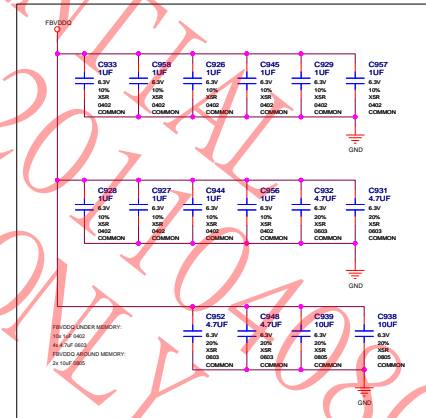 FBVDDQ
C933 C958 C926 C945 C929 C957
1UF 1UF 1UF 1UF 1UF 1UF
6.3V 6.3V 6.3V 6.3V 6.3V 6.3V
10% 10% 10% 10% 10% 10%
X5R X5R X5R X5R X5R X5R
0402 0402 0402 0402 0402 0402
COMMON COMMON COMMON COMMON COMMON COMMON
GND
C928 C927 C944 C956 C932 C931
1UF 1UF 1UF 1UF 4.7UF 4.7UF
6.3V 6.3V 6.3V 6.3V 6.3V 6.3V
10% 10% 10% 10% 20% 20%
X5R X5R X5R X5R X5R X5R
0402 0402 0402 0402 0603 0603
COMMON COMMON COMMON COMMON COMMON COMMON
GND
C952 C948 C939 C938
4.7UF 4.7UF 10UF 10UF
6.3V 6.3V 6.3V 6.3V
20% 20% 20% 20%
X5R X5R X5R X5R
0603 0603 0805 0805
COMMON COMMON COMMON COMMON
GND
FBVDDQ UNDER MEMORY:
10x 1uF 0402
4x 4.7uF 0603
FBVDDQ AROUND MEMORY:
2x 10uF 0805
ONLY